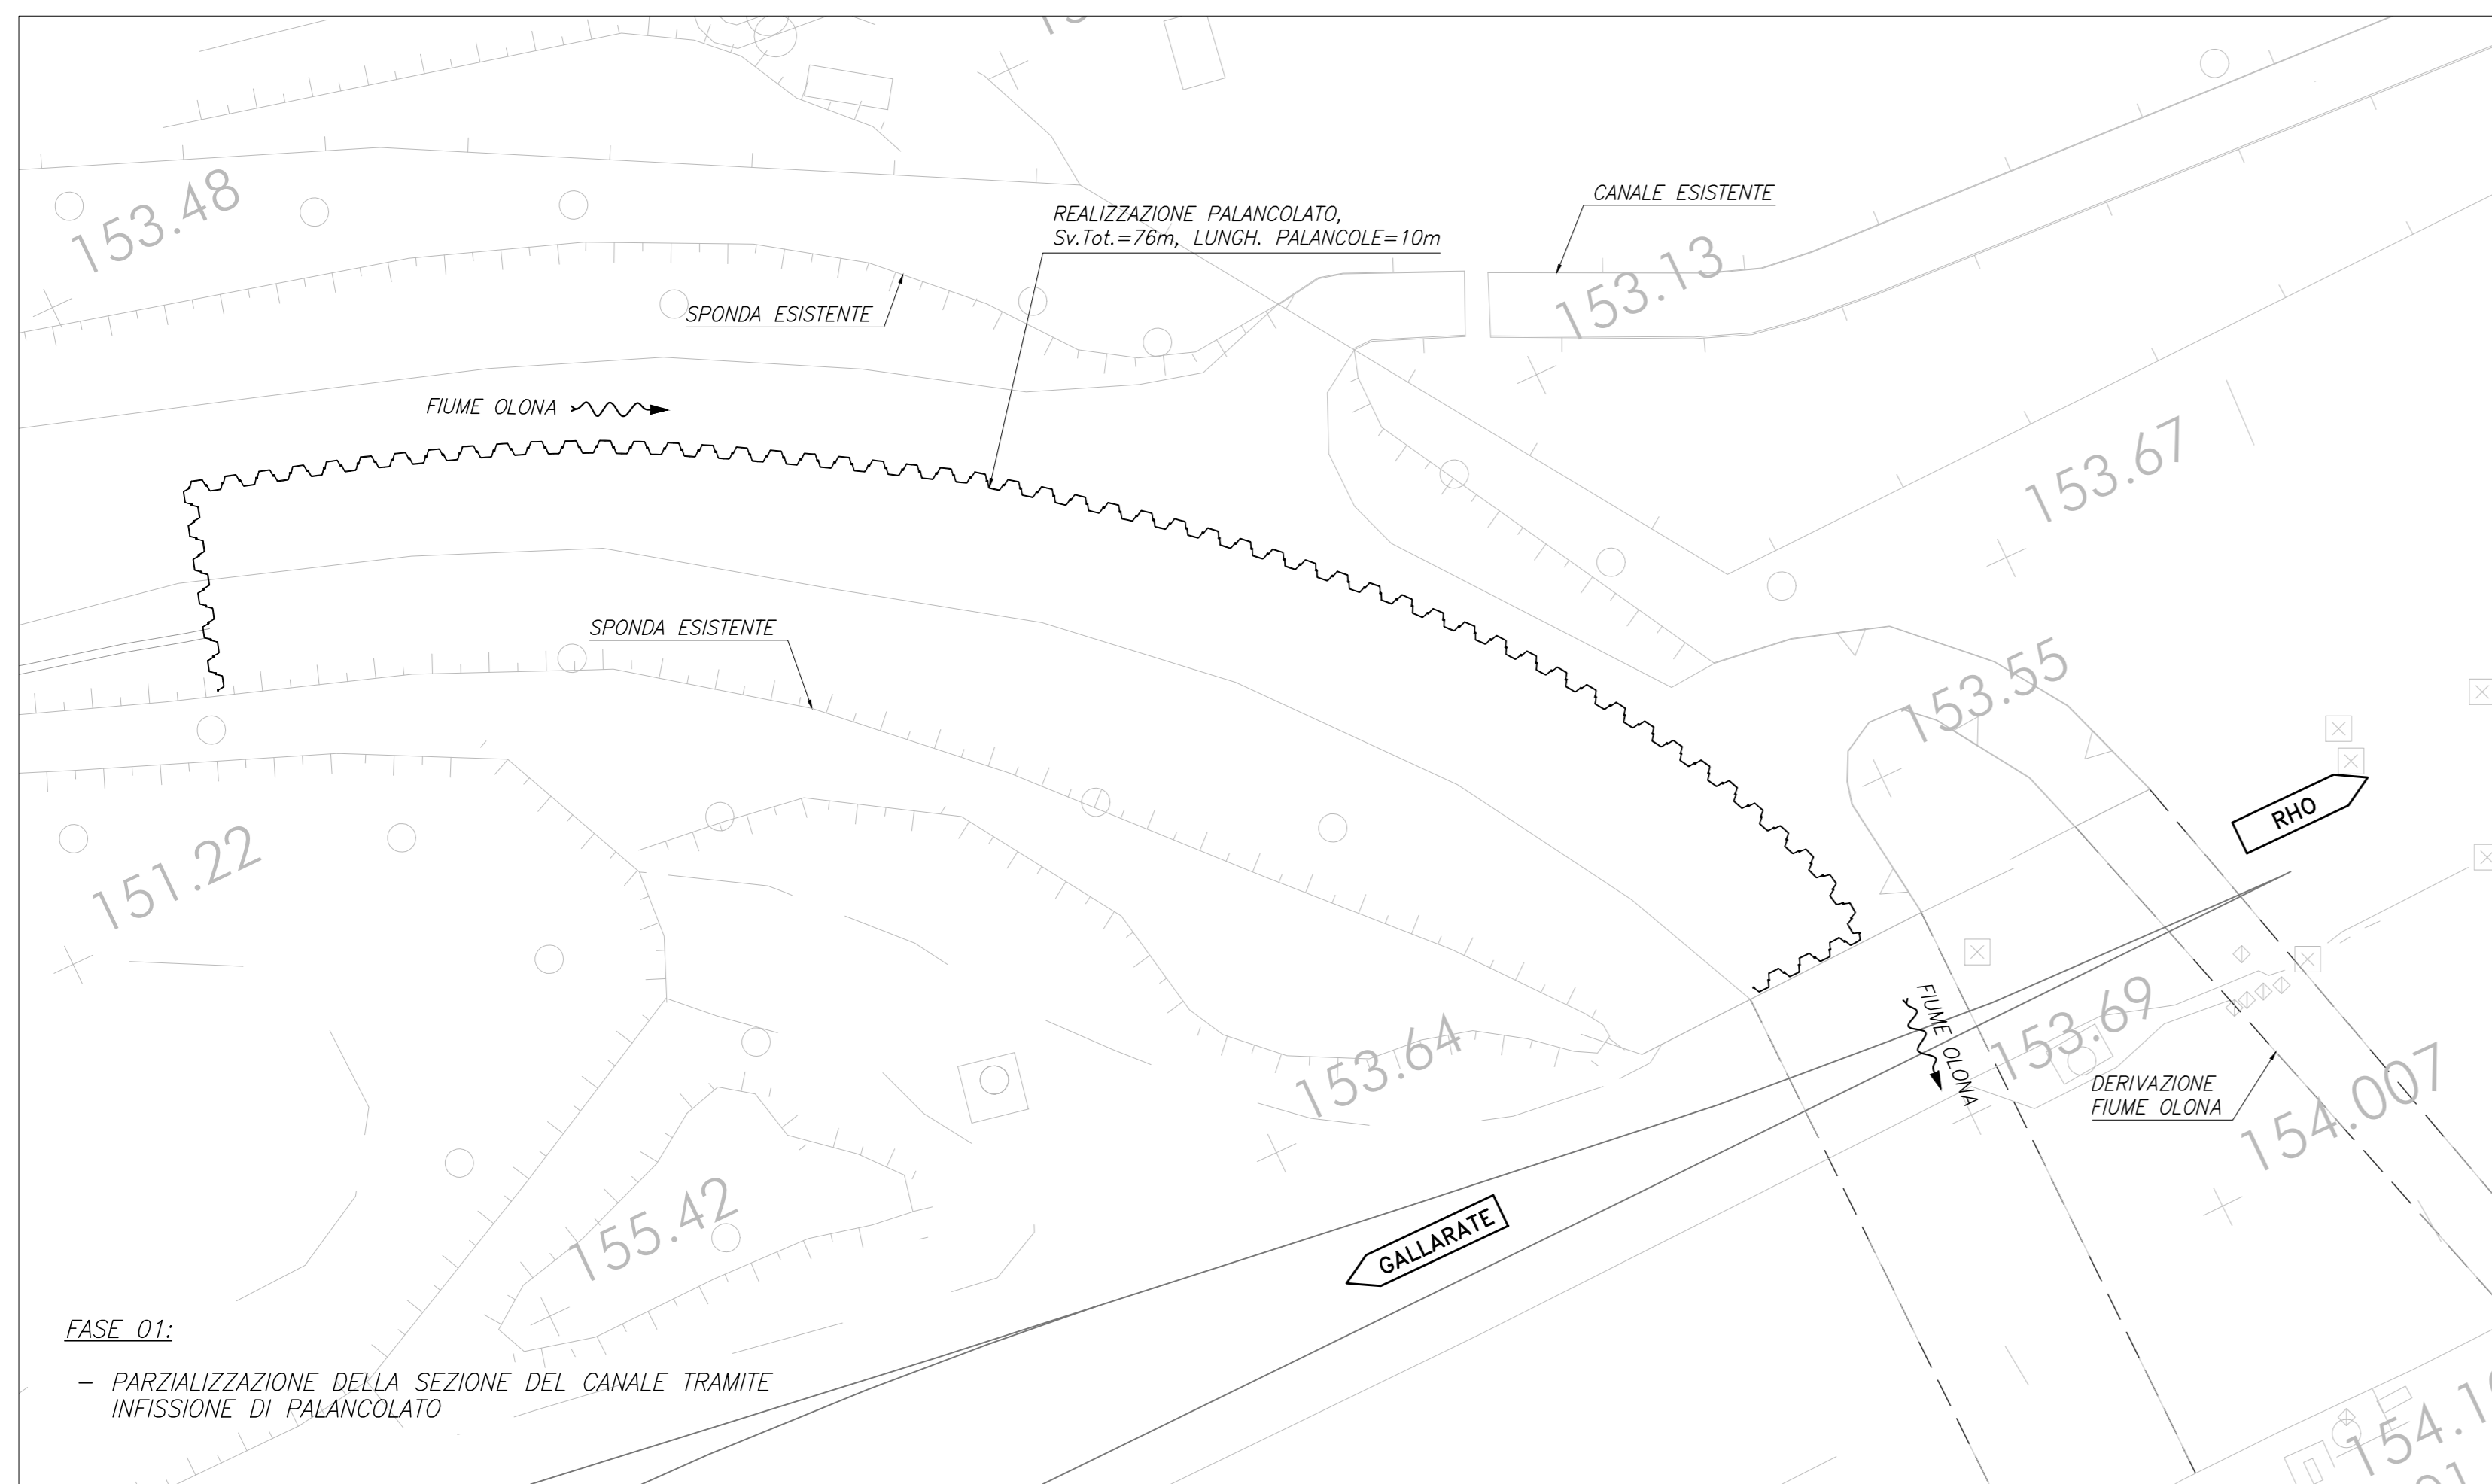 153.48
REALIZZAZIONE PALANCOLATO,
Sv.Tot.=76m, LUNGH. PALANCOLE=10m
CANALE ESISTENTE
153.13
SPONDA ESISTENTE
FIUME OLONA
153.67
SPONDA ESISTENTE
153.55
RHO
151.22
FIUME OLONA
153.69
153.64
DERIVAZIONE
FIUME OLONA
154.007
155.42
GALLARATE
FASE 01:
– PARZIALIZZAZIONE DELLA SEZIONE DEL CANALE TRAMITE
INFISSIONE DI PALANCOLATO